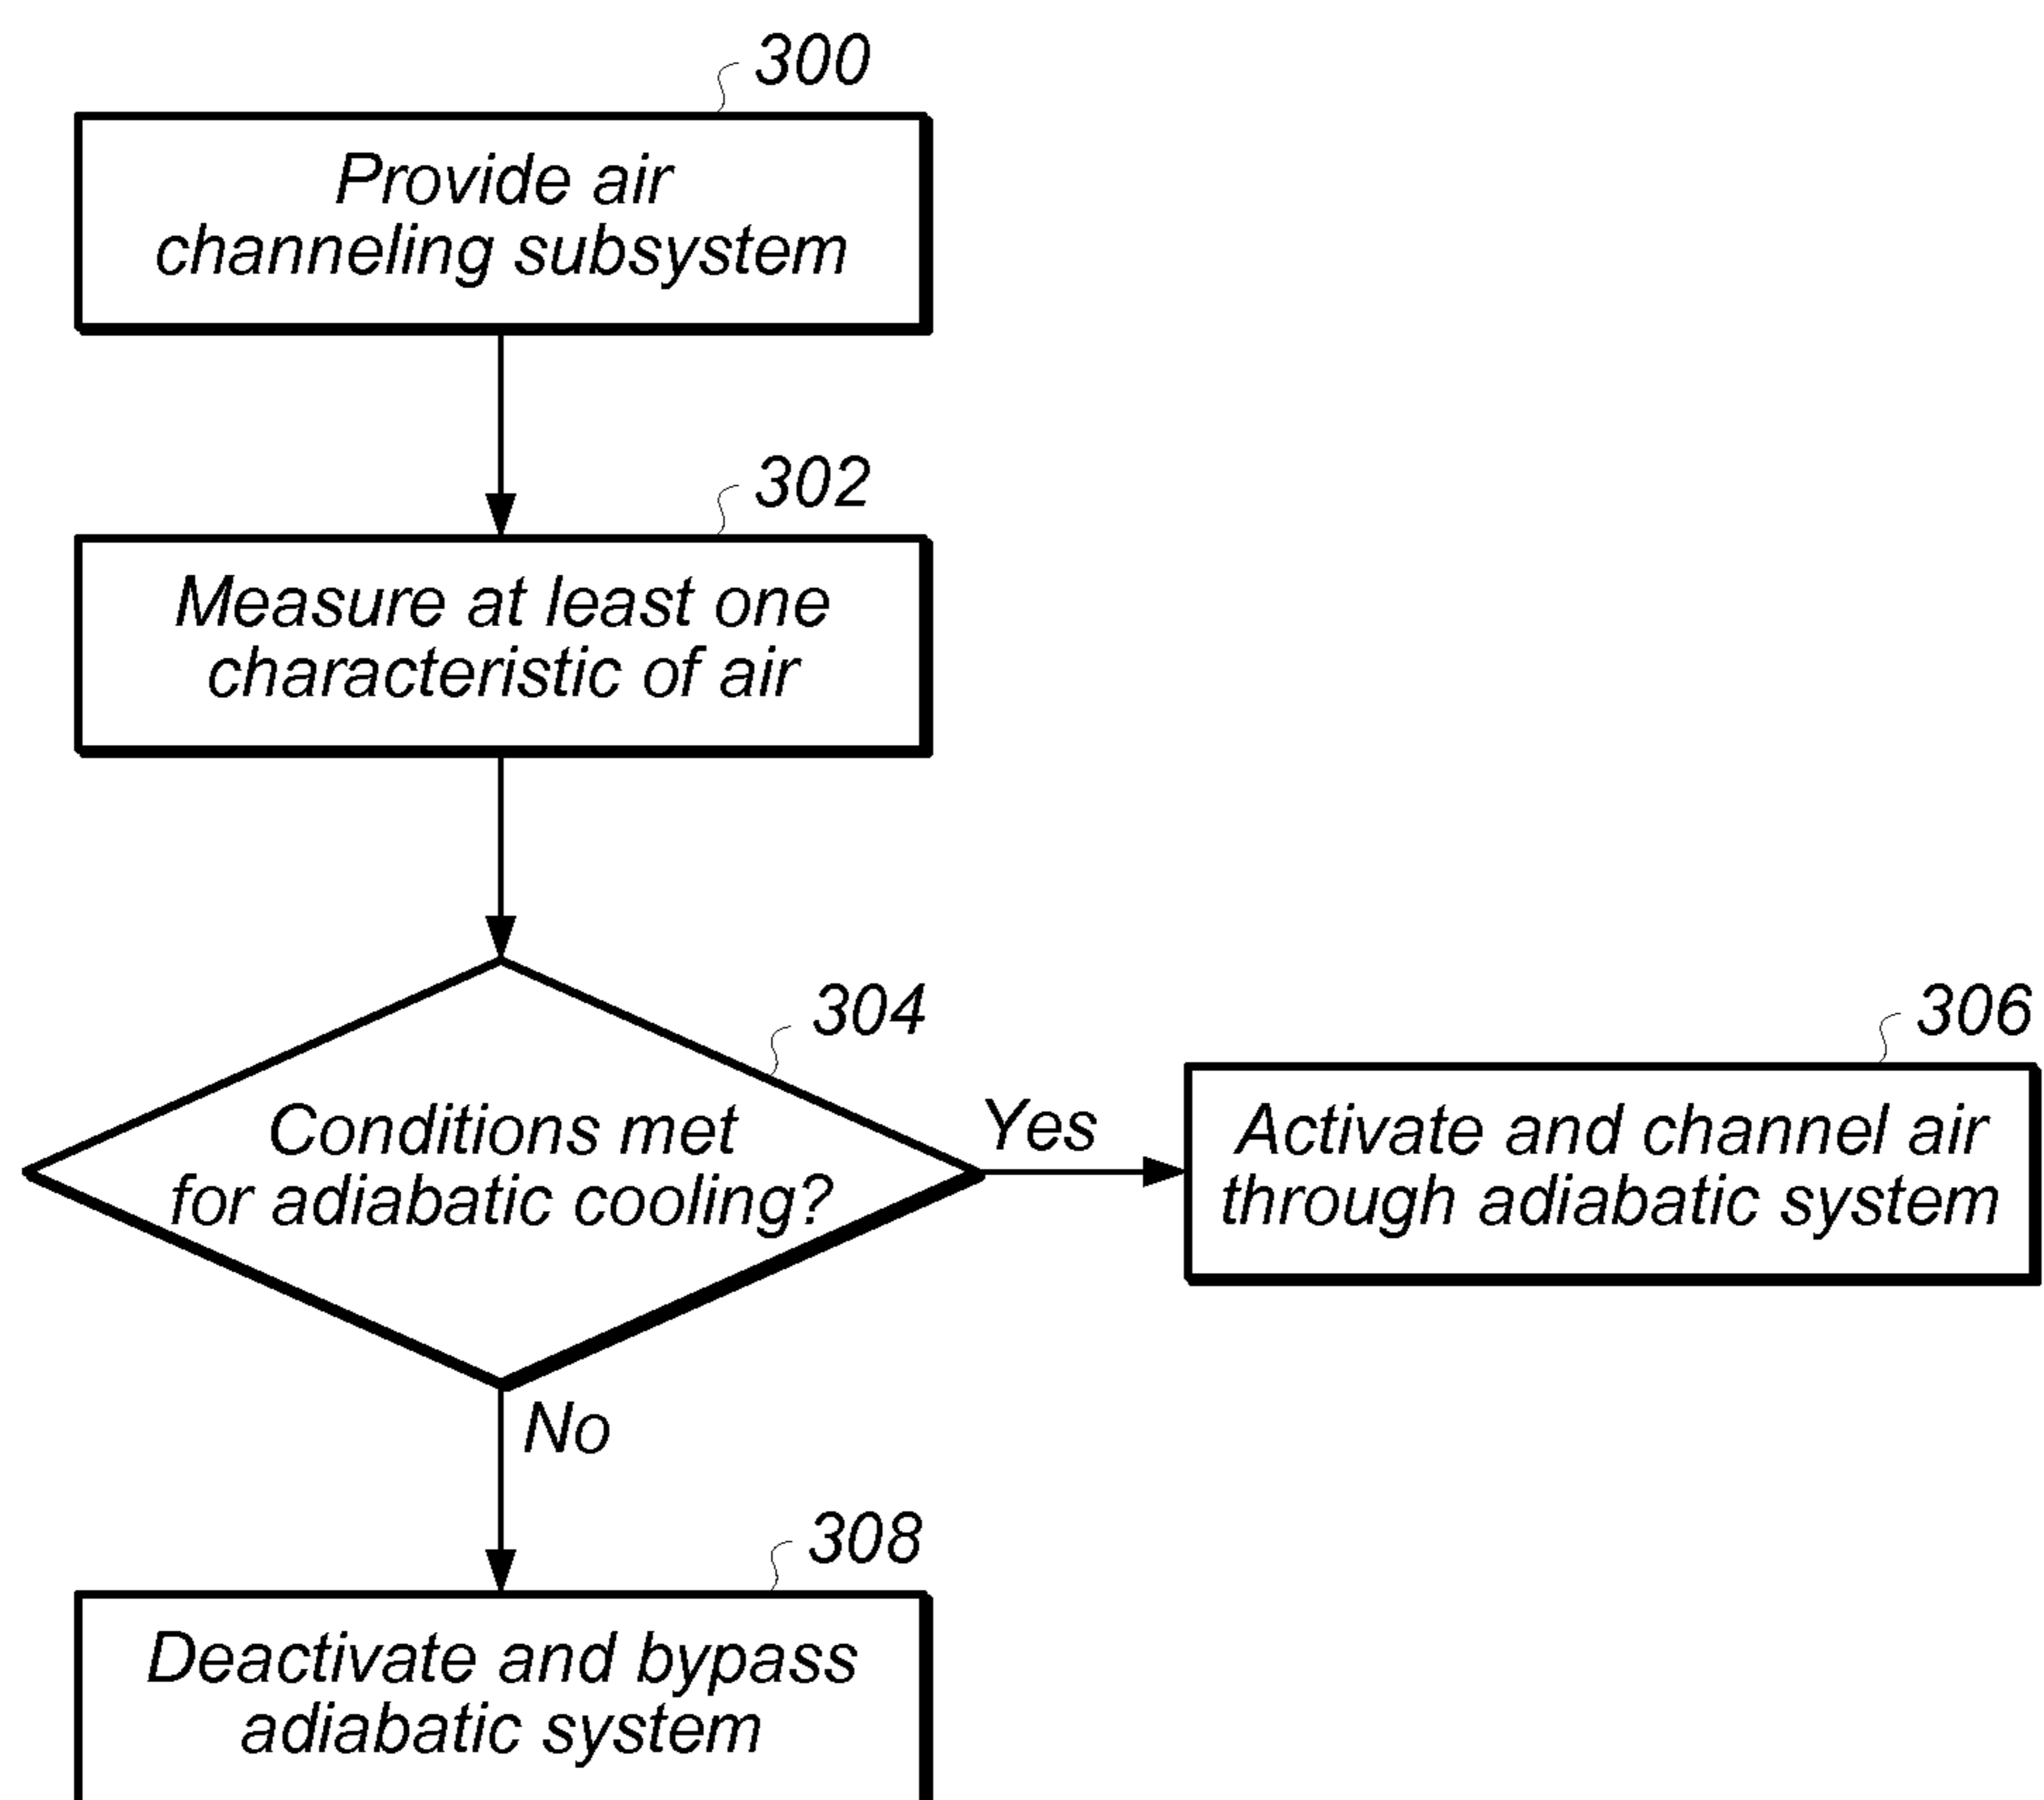 300
Provide air
channeling subsystem
302
Measure at least one
characteristic of air
304
Conditions met
for adiabatic cooling?
Yes
306
Activate and channel air
through adiabatic system
No
308
Deactivate and bypass
adiabatic system